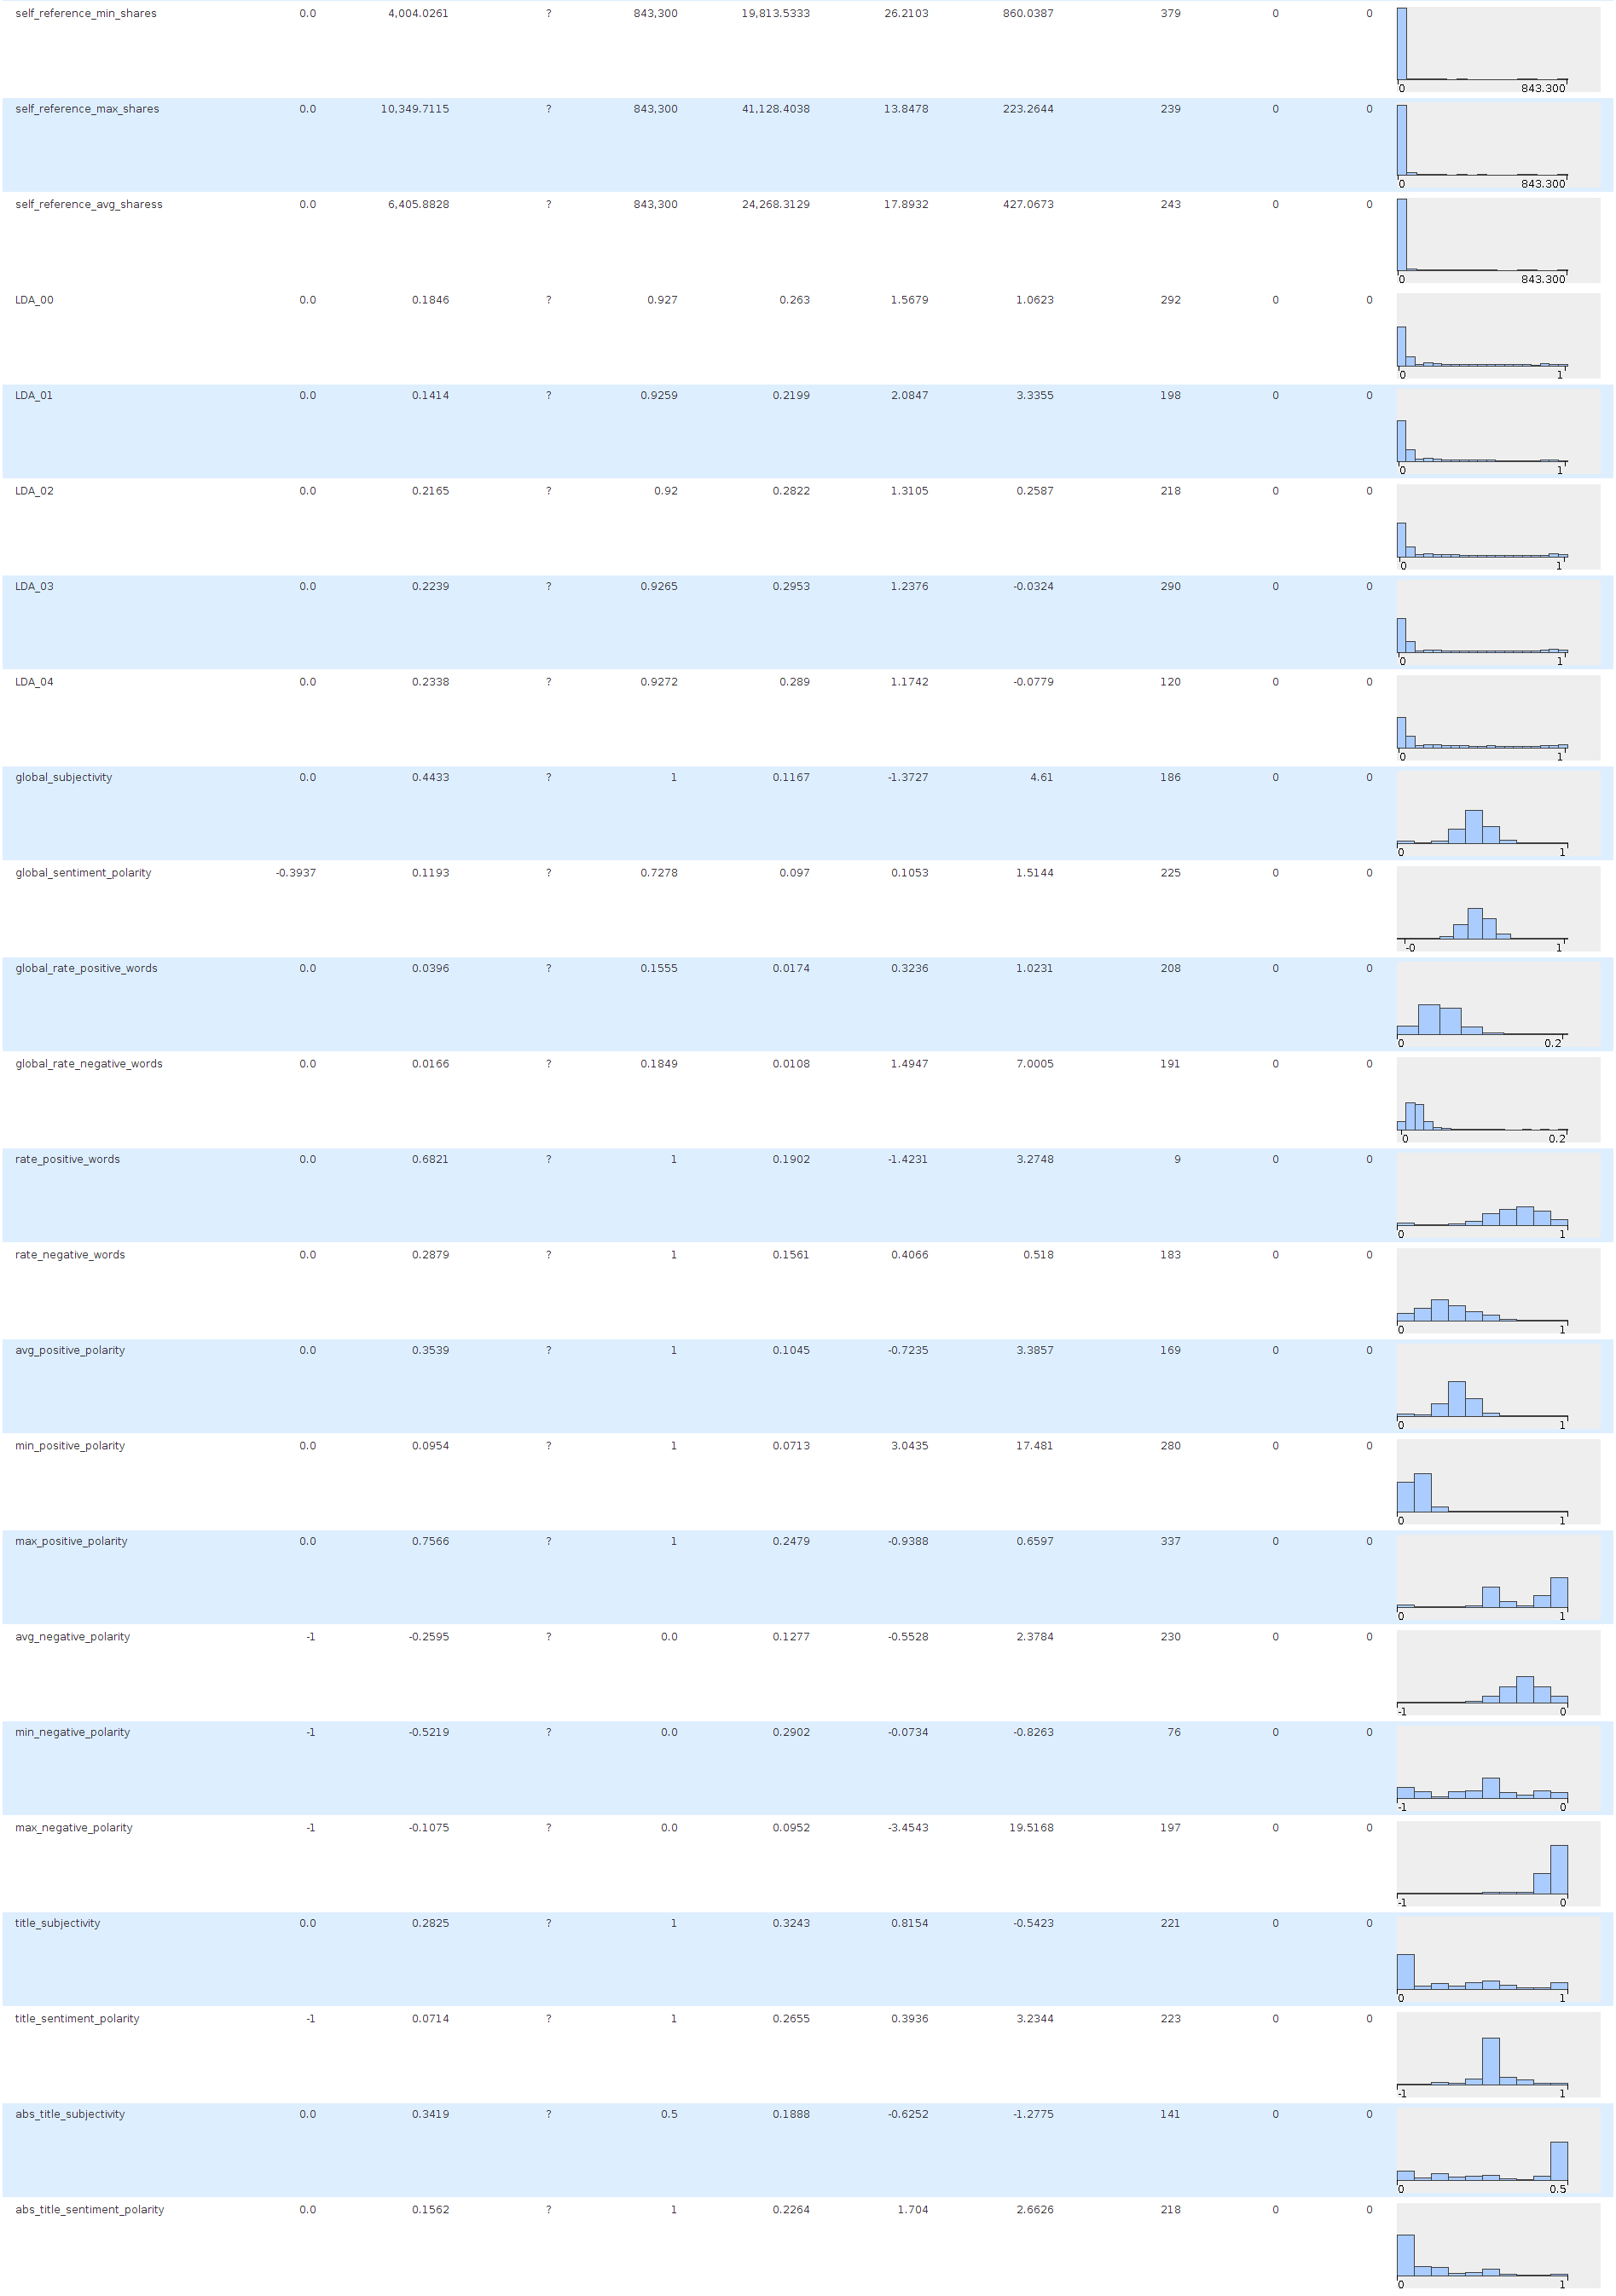 self_reference_min_shares 0.0 4,004.0261 ? 843,300 19,813.5333 26.2103 860.0387 379 0 0
0 843.300
self_reference_max_shares 0.0 10,349.7115 ? 843,300 41,128.4038 13.8478 223.2644 239 0 0
0 843.300
self_reference_avg_sharess 0.0 6,405.8828 ? 843,300 24,268.3129 17.8932 427.0673 243 0 0
0 843.300
LDA_00 0.0 0.1846 ? 0.927 0.263 1.5679 1.0623 292 0 0
0 1
LDA_01 0.0 0.1414 ? 0.9259 0.2199 2.0847 3.3355 198 0 0
0 1
LDA_02 0.0 0.2165 ? 0.92 0.2822 1.3105 0.2587 218 0 0
0 1
LDA_03 0.0 0.2239 ? 0.9265 0.2953 1.2376 -0.0324 290 0 0
0 1
LDA_04 0.0 0.2338 ? 0.9272 0.289 1.1742 -0.0779 120 0 0
0 1
global_subjectivity 0.0 0.4433 ? 1 0.1167 -1.3727 4.61 186 0 0
0 1
global_sentiment_polarity -0.3937 0.1193 ? 0.7278 0.097 0.1053 1.5144 225 0 0
-0 1
global_rate_positive_words 0.0 0.0396 ? 0.1555 0.0174 0.3236 1.0231 208 0 0
0 0.2
global_rate_negative_words 0.0 0.0166 ? 0.1849 0.0108 1.4947 7.0005 191 0 0
0 0.2
rate_positive_words 0.0 0.6821 ? 1 0.1902 -1.4231 3.2748 9 0 0
0 1
rate_negative_words 0.0 0.2879 ? 1 0.1561 0.4066 0.518 183 0 0
0 1
avg_positive_polarity 0.0 0.3539 ? 1 0.1045 -0.7235 3.3857 169 0 0
0 1
min_positive_polarity 0.0 0.0954 ? 1 0.0713 3.0435 17.481 280 0 0
0 1
max_positive_polarity 0.0 0.7566 ? 1 0.2479 -0.9388 0.6597 337 0 0
0 1
avg_negative_polarity -1 -0.2595 ? 0.0 0.1277 -0.5528 2.3784 230 0 0
-1 0
min_negative_polarity -1 -0.5219 ? 0.0 0.2902 -0.0734 -0.8263 76 0 0
-1 0
max_negative_polarity -1 -0.1075 ? 0.0 0.0952 -3.4543 19.5168 197 0 0
-1 0
title_subjectivity 0.0 0.2825 ? 1 0.3243 0.8154 -0.5423 221 0 0
0 1
title_sentiment_polarity -1 0.0714 ? 1 0.2655 0.3936 3.2344 223 0 0
-1 1
abs_title_subjectivity 0.0 0.3419 ? 0.5 0.1888 -0.6252 -1.2775 141 0 0
0 0.5
abs_title_sentiment_polarity 0.0 0.1562 ? 1 0.2264 1.704 2.6626 218 0 0
0 1